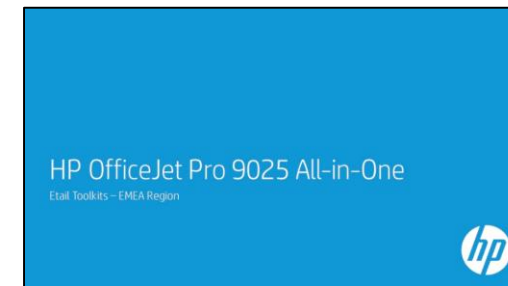 HP OfficeJet Pro 9025 All-in-One
Etail Toolkits – EMEA Region
hp